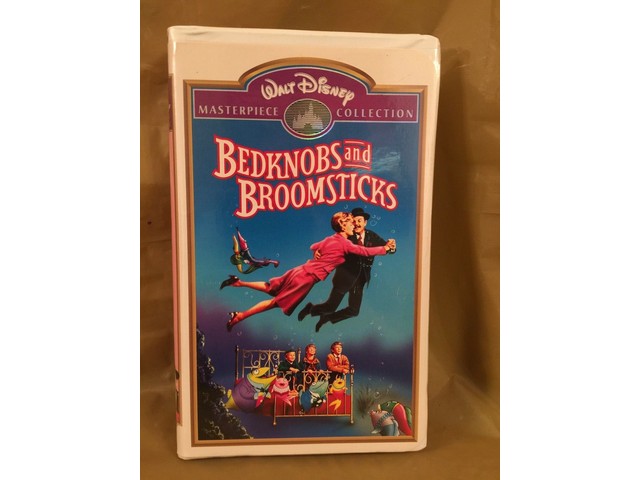 WALT DISNEY
MASTERPIECE COLLECTION
BEDKNOBS and
BROOMSTICKS